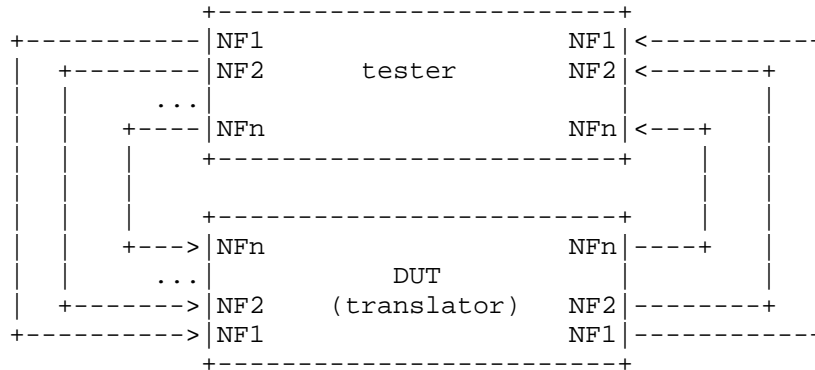 NF1 NF1
NF2 tester NF2
...
NFn NFn
NFn NFn
... DUT
NF2 (translator) NF2
NF1 NF1